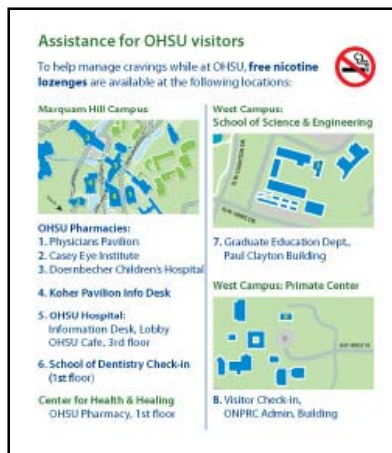 Assistance for OHSU visitors
To help manage cravings while at OHSU, free nicotine
lozenges are available at the following locations:
Marquam Hill Campus
OHSU Pharmacies:
1. Physicians Pavilion
2. Casey Eye Institute
3. Doernbecher Children's Hospital
4. Koher Pavilion Info Desk
5. OHSU Hospital:
Information Desk, Lobby
OHSU Cafe, 3rd floor
6. School of Dentistry Check-in
(1st floor)
Center for Health & Healing
OHSU Pharmacy, 1st floor
West Campus:
School of Science & Engineering
7. Graduate Education Dept.,
Paul Clayton Building
West Campus: Primate Center
8. Visitor Check-in,
ONPRC Admin, Building